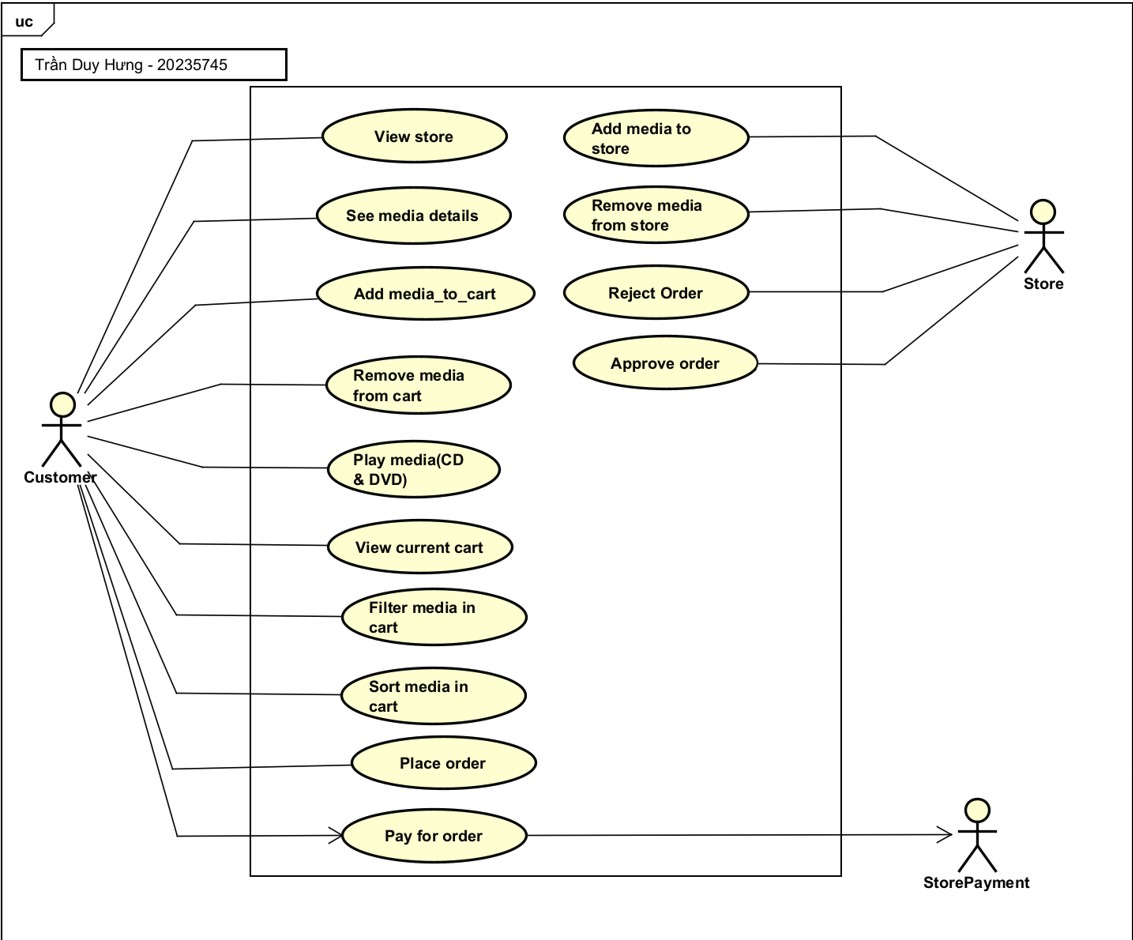 uc
Trần Duy Hưng - 20235745
View store
See media details
Add media_to_cart
Remove media
from cart
Play media(CD
& DVD)
View current cart
Filter media in
cart
Sort media in
cart
Place order
Pay for order
Add media to
store
Remove media
from store
Reject Order
Approve order
Customer
Store
StorePayment